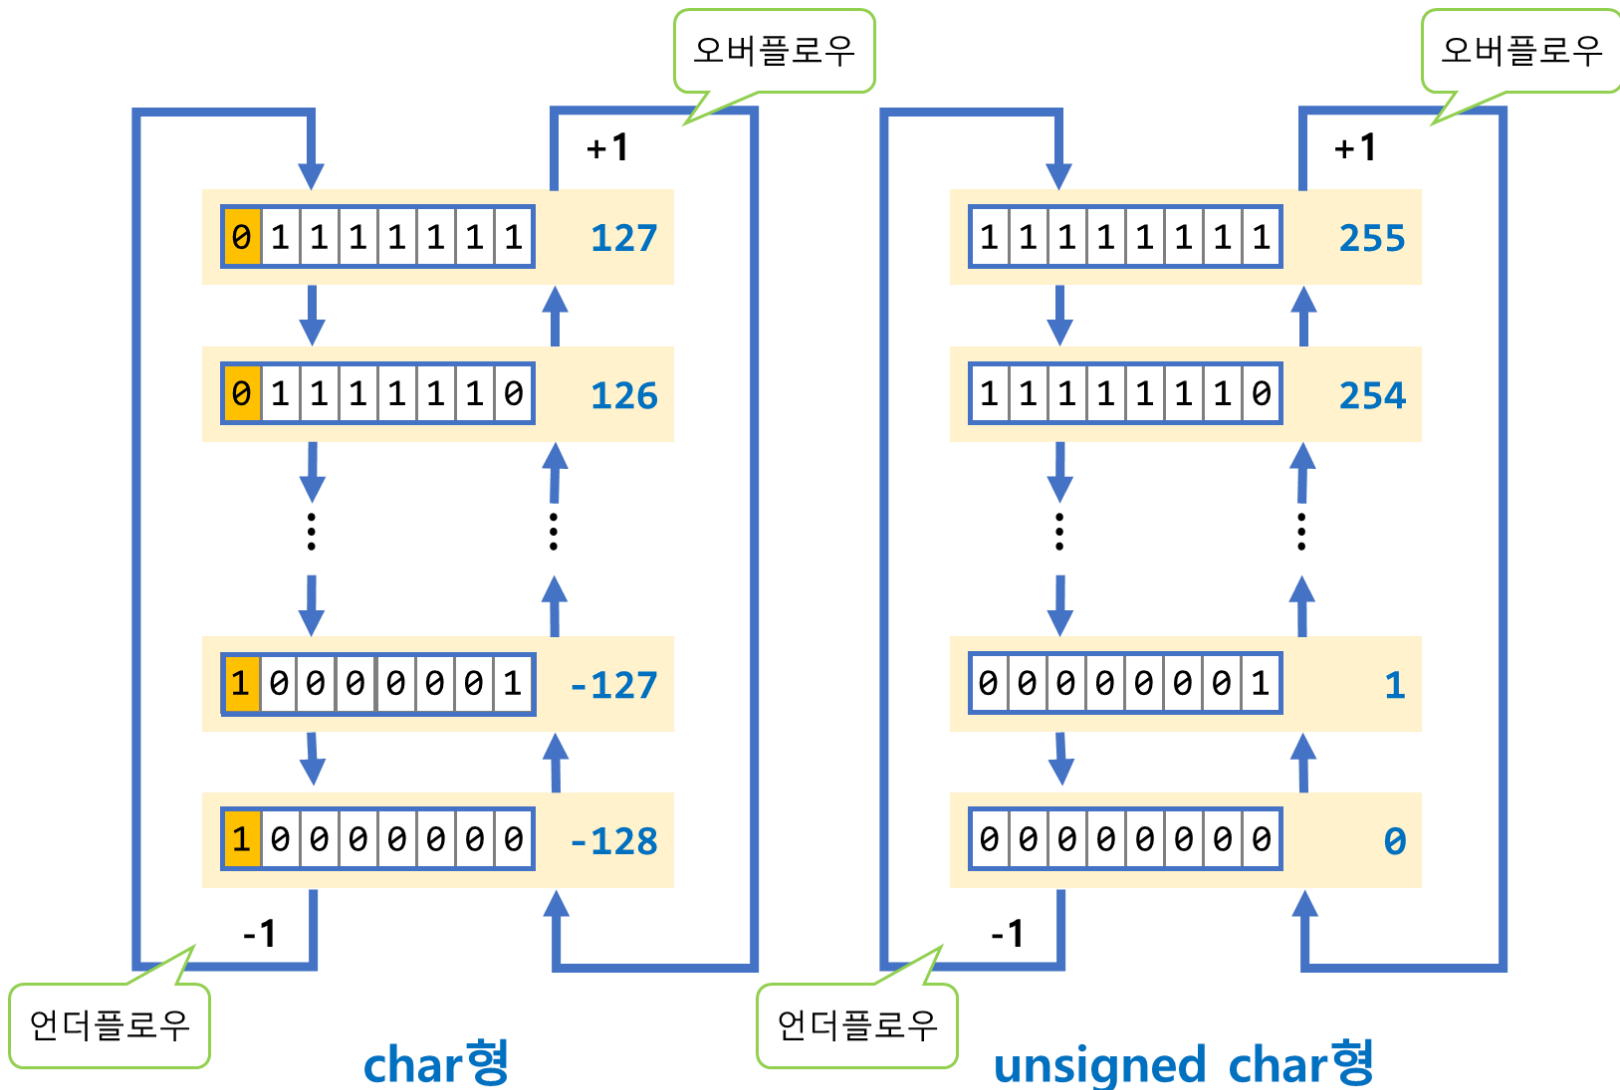 오버플로우
+1
0 1 1 1 1 1 1 1 127
0 1 1 1 1 1 1 0 126
⋮ ⋮
1 0 0 0 0 0 0 1 -127
1 0 0 0 0 0 0 0 -128
-1
언더플로우
char형
오버플로우
+1
1 1 1 1 1 1 1 1 255
1 1 1 1 1 1 1 0 254
⋮ ⋮
0 0 0 0 0 0 0 1 1
0 0 0 0 0 0 0 0 0
-1
언더플로우
unsigned char형